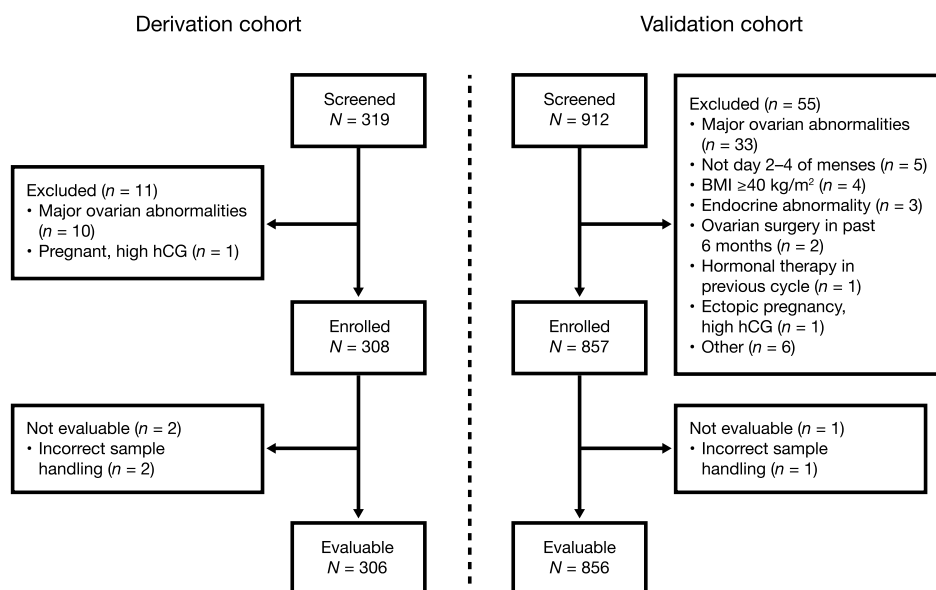 Derivation cohort
Screened
N = 319
Excluded (n = 11)
• Major ovarian abnormalities
(n = 10)
• Pregnant, high hCG (n = 1)
Enrolled
N = 308
Not evaluable (n = 2)
• Incorrect sample
handling (n = 2)
Evaluable
N = 306
Validation cohort
Screened
N = 912
Excluded (n = 55)
• Major ovarian abnormalities
(n = 33)
• Not day 2–4 of menses (n = 5)
• BMI ≥40 kg/m² (n = 4)
• Endocrine abnormality (n = 3)
• Ovarian surgery in past
6 months (n = 2)
• Hormonal therapy in
previous cycle (n = 1)
• Ectopic pregnancy,
high hCG (n = 1)
• Other (n = 6)
Enrolled
N = 857
Not evaluable (n = 1)
• Incorrect sample
handling (n = 1)
Evaluable
N = 856